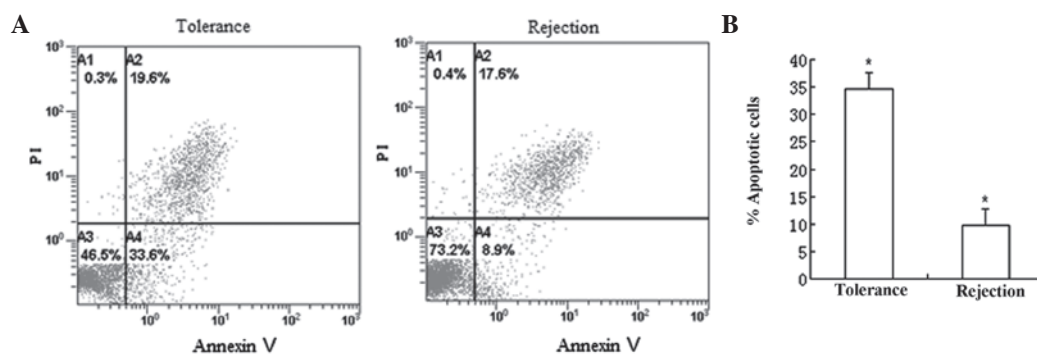 A
Tolerance
10³
A1
A2
0.3%
19.6%
10²
PI
10¹
10⁰
A3
A4
46.5%
33.6%
10⁰
10¹
10²
10³
Annexin V
Rejection
10³
A1
A2
0.4%
17.6%
10²
PI
10¹
10⁰
A3
A4
73.2%
8.9%
10⁰
10¹
10²
10³
Annexin V
B
% Apoptotic cells
40
35
35
25
20
15
10
5
0
*
*
Tolerance
Rejection